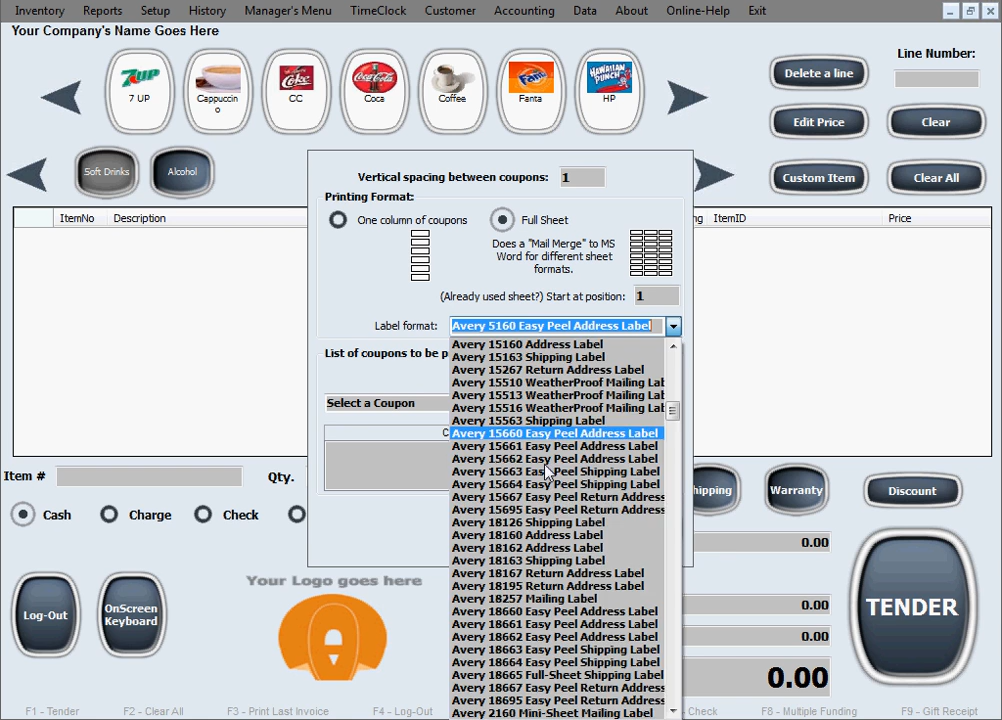 Inventory Reports Setup History Manager's Menu TimeClock Customer Accounting Data About Online-Help Exit
Your Company's Name Goes Here
Line Number:
7UP
Coke
Coca-Cola
Fanta
HAWAIIAN PUNCH
7 UP
Cappuccin
o
CC
Coca
Coffee
Fanta
HP
Delete a line
Edit Price
Clear
Soft Drinks
Alcohol
Custom Item
Clear All
Vertical spacing between coupons: 1
Printing Format:
One column of coupons
Full Sheet
Does a "Mail Merge" to MS
Word for different sheet
formats.
(Already used sheet?) Start at position: 1
Label format: Avery 5160 Easy Peel Address Label
ItemNo Description
ng ItemID Price
Avery 15160 Address Label
Avery 15163 Shipping Label
Avery 15267 Return Address Label
Avery 15510 WeatherProof Mailing Lab
Avery 15513 WeatherProof Mailing Lab
Avery 15516 WeatherProof Mailing Lab
Avery 15563 Shipping Label
Avery 15660 Easy Peel Address Label
Avery 15661 Easy Peel Address Label
Avery 15662 Easy Peel Address Label
Avery 15663 Easy Peel Shipping Label
Avery 15664 Easy Peel Shipping Label
Avery 15667 Easy Peel Return Address
Avery 15695 Easy Peel Return Address
Avery 18126 Shipping Label
Avery 18160 Address Label
Avery 18162 Address Label
Avery 18163 Shipping Label
Avery 18167 Return Address Label
Avery 18195 Return Address Label
Avery 18257 Mailing Label
Avery 18660 Easy Peel Address Label
Avery 18661 Easy Peel Address Label
Avery 18662 Easy Peel Address Label
Avery 18663 Easy Peel Shipping Label
Avery 18664 Easy Peel Shipping Label
Avery 18665 Full-Sheet Shipping Label
Avery 18667 Easy Peel Return Address
Avery 18695 Easy Peel Return Address
Avery 2160 Mini-Sheet Mailing Label
List of coupons to be p
Select a Coupon
C
Item #
Qty.
Cash
Charge
Check
hipping
Warranty
Discount
0.00
0.00
0.00
0.00
Log-Out
OnScreen
Keyboard
Your Logo goes here
TENDER
F1 - Tender F2 - Clear All F3 - Print Last Invoice F4 - Log-Out - Check F8 - Multiple Funding F9 - Gift Receipt